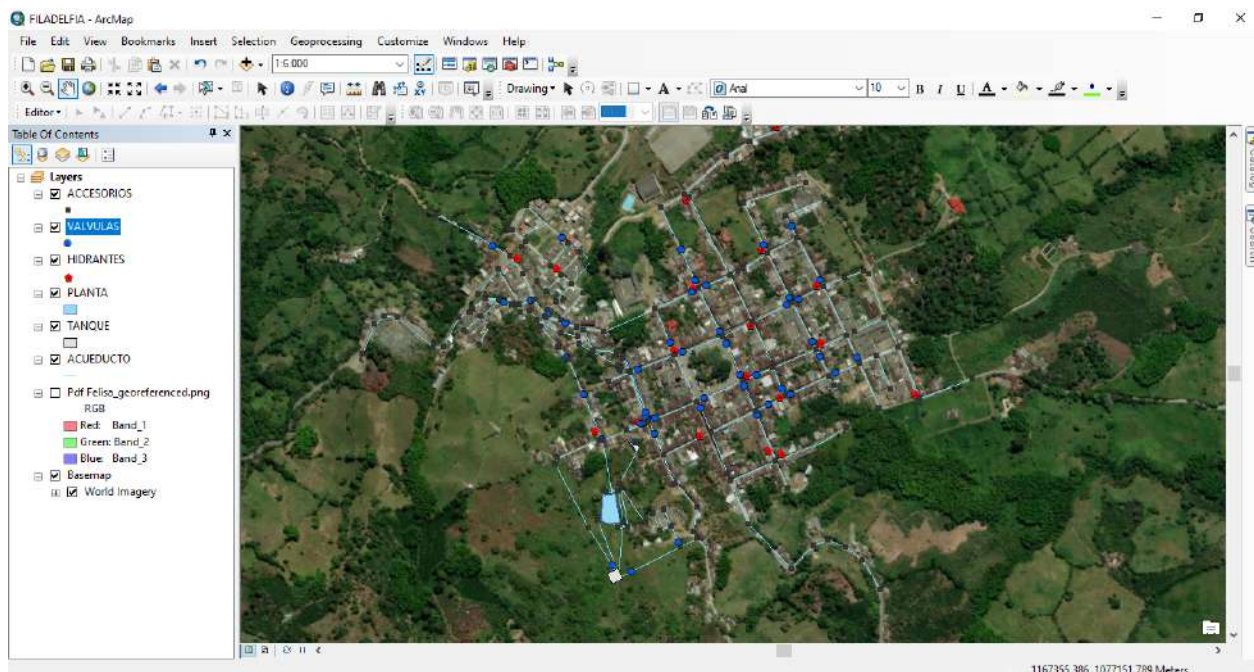 FILADELFIA - ArcMap
File Edit View Bookmarks Insert Selection Geoprocessing Customize Windows Help
1:6.000
Drawing
Arial
10
B I U A
Editor
Table Of Contents
Layers
ACCESORIOS
VALVULAS
HIDRANTES
PLANTA
TANQUE
ACUEDUCTO
Pdf Felisa_georeferenced.png
RGB
Red: Band_1
Green: Band_2
Blue: Band_3
Basemap
World Imagery
1167355,386 1077151,789 Meters